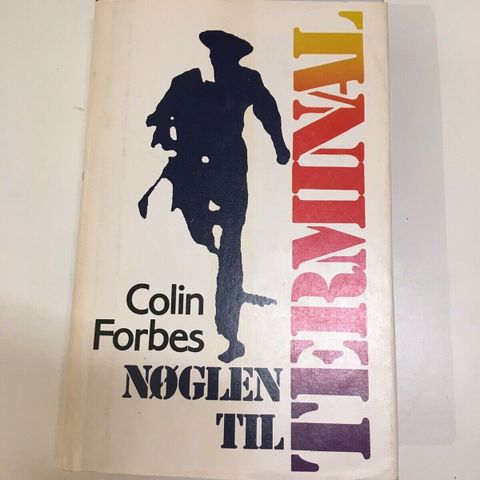 Colin
Forbes
NØGLEN
TIL
TERMINAL